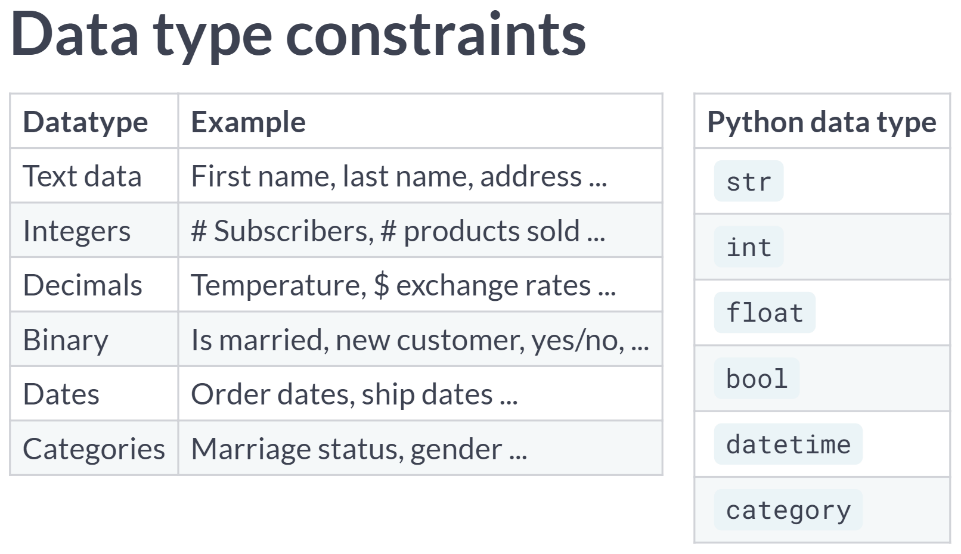 Data type constraints
Datatype Example
Text data First name, last name, address ...
Integers # Subscribers, # products sold ...
Decimals Temperature, $ exchange rates ...
Binary Is married, new customer, yes/no, ...
Dates Order dates, ship dates ...
Categories Marriage status, gender ...
Python data type
str
int
float
bool
datetime
category